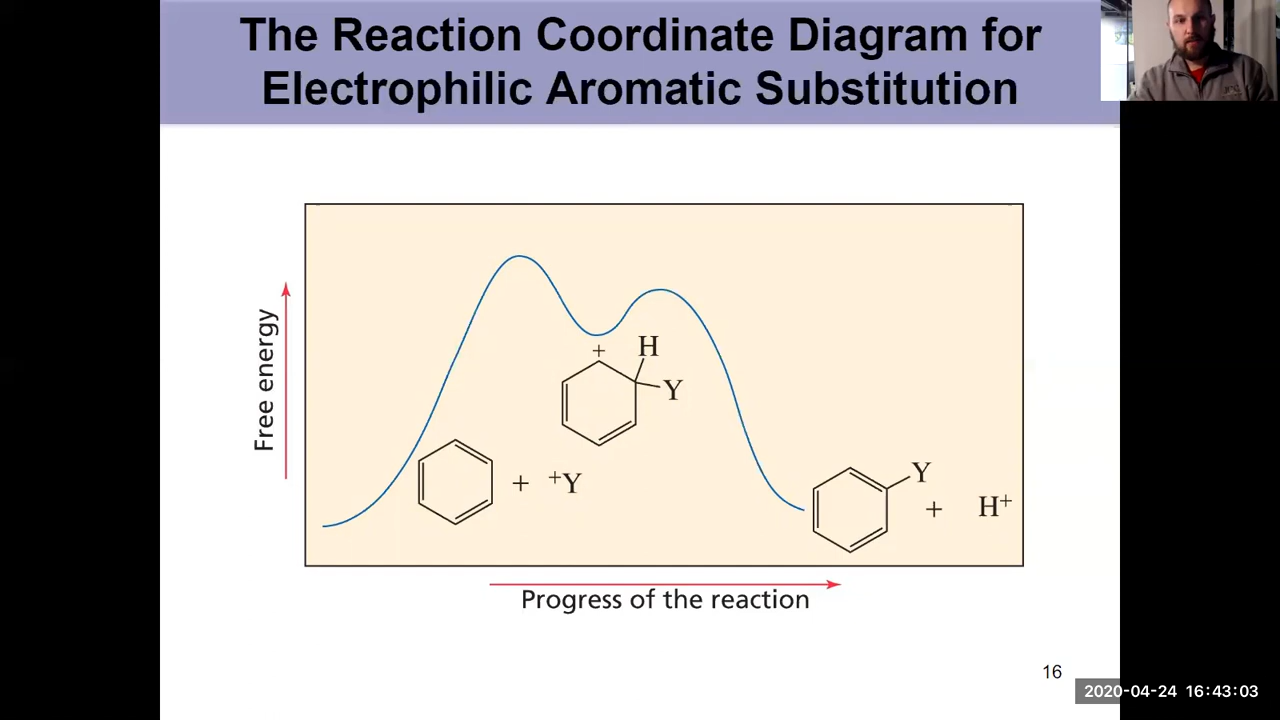 The Reaction Coordinate Diagram for
Electrophilic Aromatic Substitution
Free energy
+
H
Y
+ ⁺Y
Y
+ H⁺
Progress of the reaction
16
2020-04-24 16:43:03